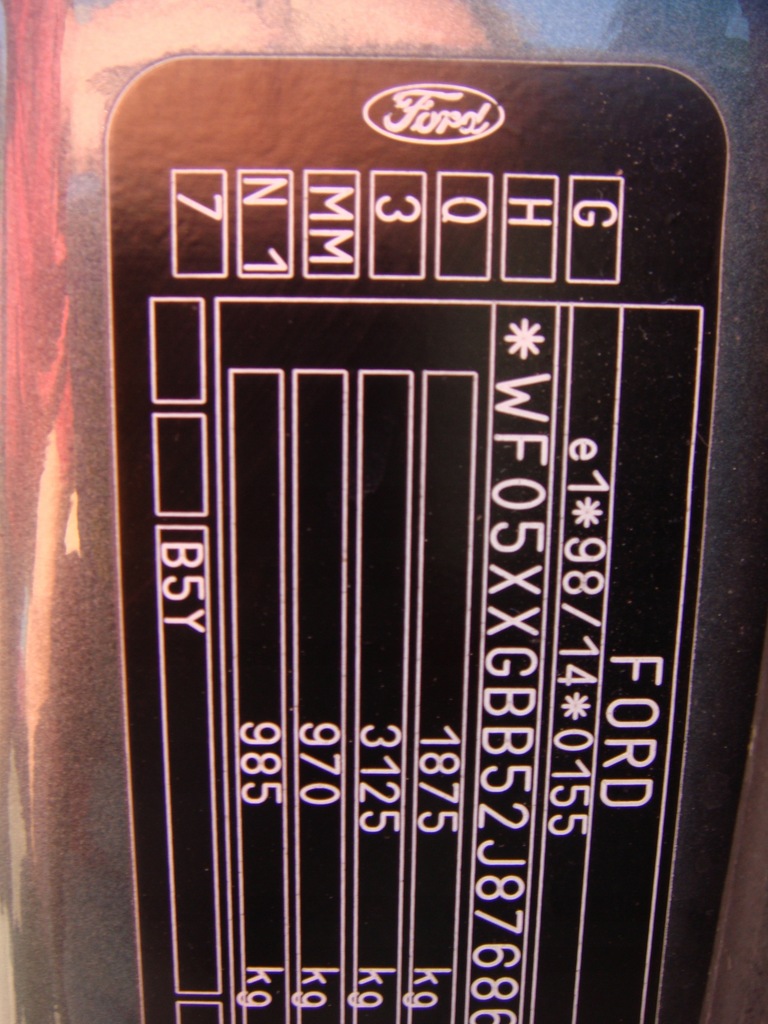 Ford
G
H
Q
3
MM
N 1
7
FORD
e1*98/14*0155
*WF05XXGBB52J87686
1875 kg
3125 kg
970 kg
985 kg
B5Y